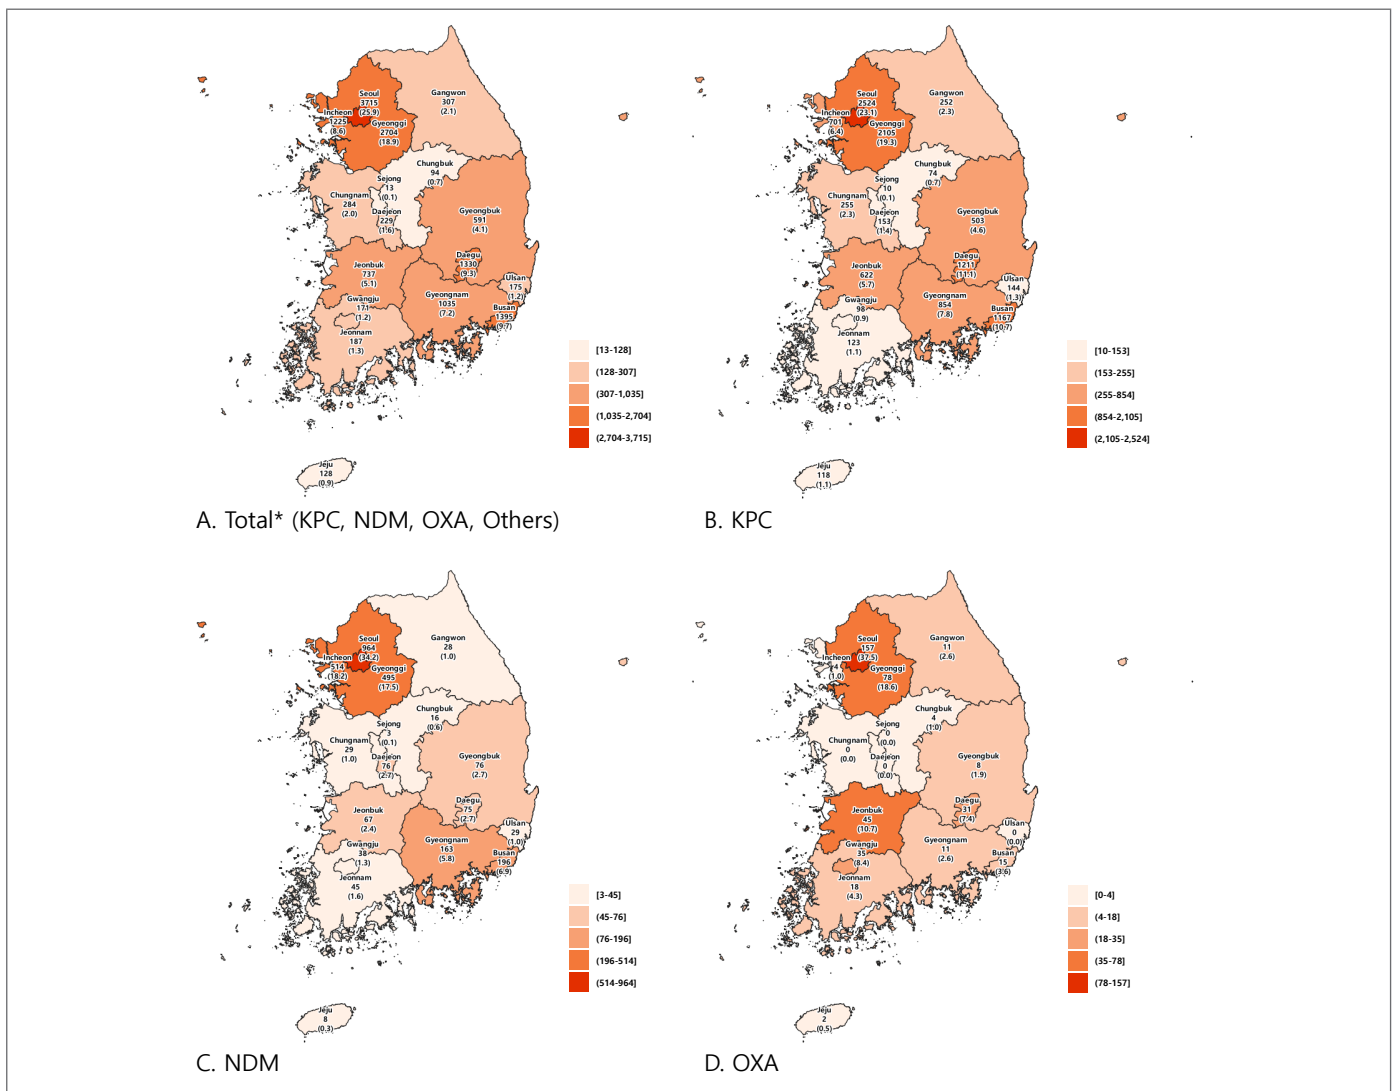 Seoul
3715
(25.9)
Gangwon
307
(2.1)
Incheon
1225
(8.6)
Gyeonggi
2704
(18.9)
Chungbuk
94
(0.7)
Sejong
13
(0.1)
Chungnam
284
(2.0)
Daejeon
229
(1.6)
Gyeongbuk
591
(4.1)
Daegu
1330
(9.3)
Jeonbuk
737
(5.1)
Ulsan
175
(1.2)
Gwangju
171
(1.2)
Gyeongnam
1035
(7.2)
Busan
1395
(9.7)
Jeonnam
187
(1.3)
Jeju
128
(0.9)
[13-128]
(128-307]
(307-1,035]
(1,035-2,704]
(2,704-3,715]
A. Total* (KPC, NDM, OXA, Others)
Seoul
2524
(23.1)
Gangwon
252
(2.3)
Incheon
701
(6.4)
Gyeonggi
2105
(19.3)
Chungbuk
74
(0.7)
Sejong
10
(0.1)
Chungnam
255
(2.3)
Daejeon
153
(1.4)
Gyeongbuk
503
(4.6)
Daegu
1211
(11.1)
Jeonbuk
622
(5.7)
Ulsan
144
(1.3)
Gwangju
98
(0.9)
Gyeongnam
854
(7.8)
Busan
1167
(10.7)
Jeonnam
123
(1.1)
Jeju
118
(1.1)
[10-153]
(153-255]
(255-854]
(854-2,105]
(2,105-2,524]
B. KPC
Seoul
964
(34.2)
Gangwon
28
(1.0)
Incheon
514
(18.2)
Gyeonggi
495
(17.5)
Chungbuk
16
(0.6)
Sejong
3
(0.1)
Chungnam
29
(1.0)
Daejeon
76
(2.7)
Gyeongbuk
76
(2.7)
Daegu
75
(2.7)
Jeonbuk
67
(2.4)
Ulsan
29
(1.0)
Gwangju
38
(1.3)
Gyeongnam
163
(5.8)
Busan
196
(6.9)
Jeonnam
45
(1.6)
Jeju
8
(0.3)
[3-45]
(45-76]
(76-196]
(196-514]
(514-964]
C. NDM
Seoul
157
(37.5)
Gangwon
11
(2.6)
Incheon
4
(1.0)
Gyeonggi
78
(18.6)
Chungbuk
4
(1.0)
Sejong
0
(0.0)
Chungnam
0
(0.0)
Daejeon
0
(0.0)
Gyeongbuk
8
(1.9)
Daegu
31
(7.4)
Jeonbuk
45
(10.7)
Ulsan
0
(0.0)
Gwangju
35
(8.4)
Gyeongnam
11
(2.6)
Busan
15
(3.6)
Jeonnam
18
(4.3)
Jeju
2
(0.5)
[0-4]
(4-18]
(18-35]
(35-78]
(78-157]
D. OXA